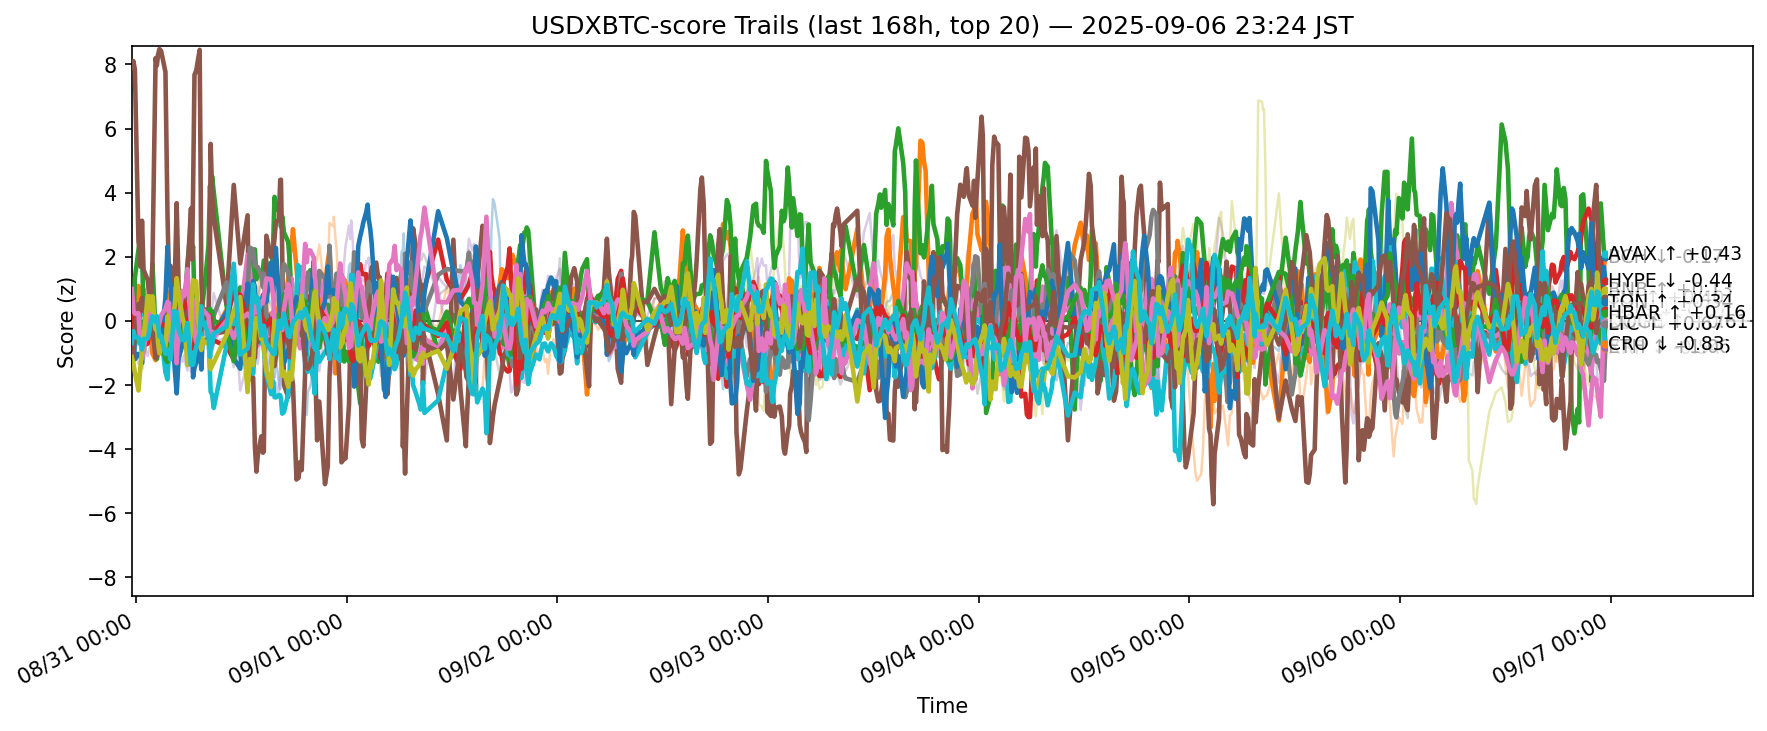 USDXBTC-score Trails (last 168h, top 20) — 2025-09-06 23:24 JST
Score (z)
8
6
4
2
0
−2
−4
−6
−8
AVAX ↑ +0.43
HYPE ↓ -0.44
TON ↑ +0.34
HBAR ↑ +0.16
CRO ↓ -0.83
08/31 00:00
09/01 00:00
09/02 00:00
09/03 00:00
09/04 00:00
09/05 00:00
09/06 00:00
09/07 00:00
Time